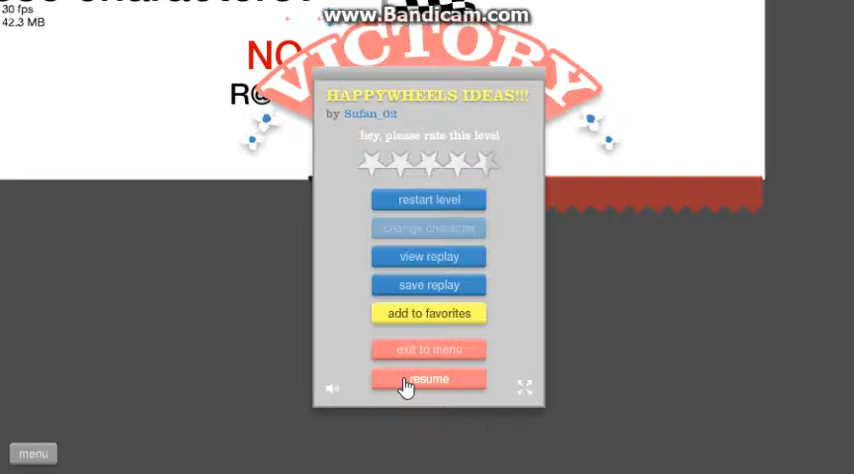 30 fps
42.3 MB
www.Bandicam.com
NO
VICTORY
HAPPYWHEELS IDEAS!!!
by Sufan_02
hey, please rate this level
restart level
change character
view replay
save replay
add to favorites
exit to menu
resume
menu